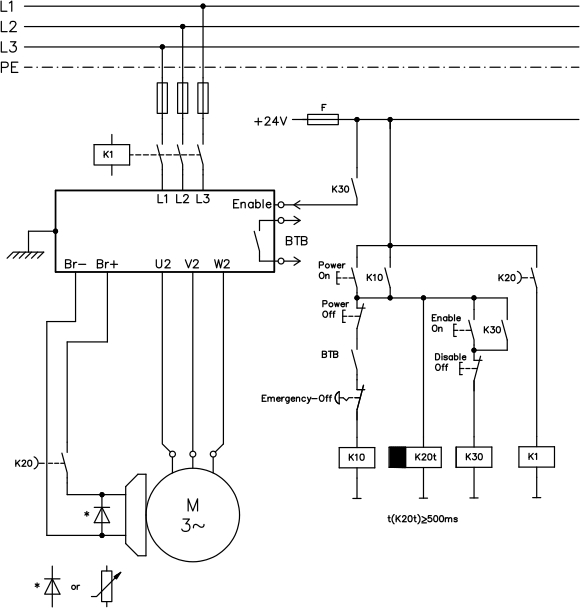 L1
L2
L3
PE
+24V
F
K1
K30
L1 L2 L3
Enable
BTB
Br- Br+ U2 V2 W2
Power
On
K10
K20
Power
Off
Enable
On
K30
BTB
Disable
Off
Emergency-Off
K20
K10
K20t
K30
K1
*
M
3~
t(K20t)≥500ms
*
or